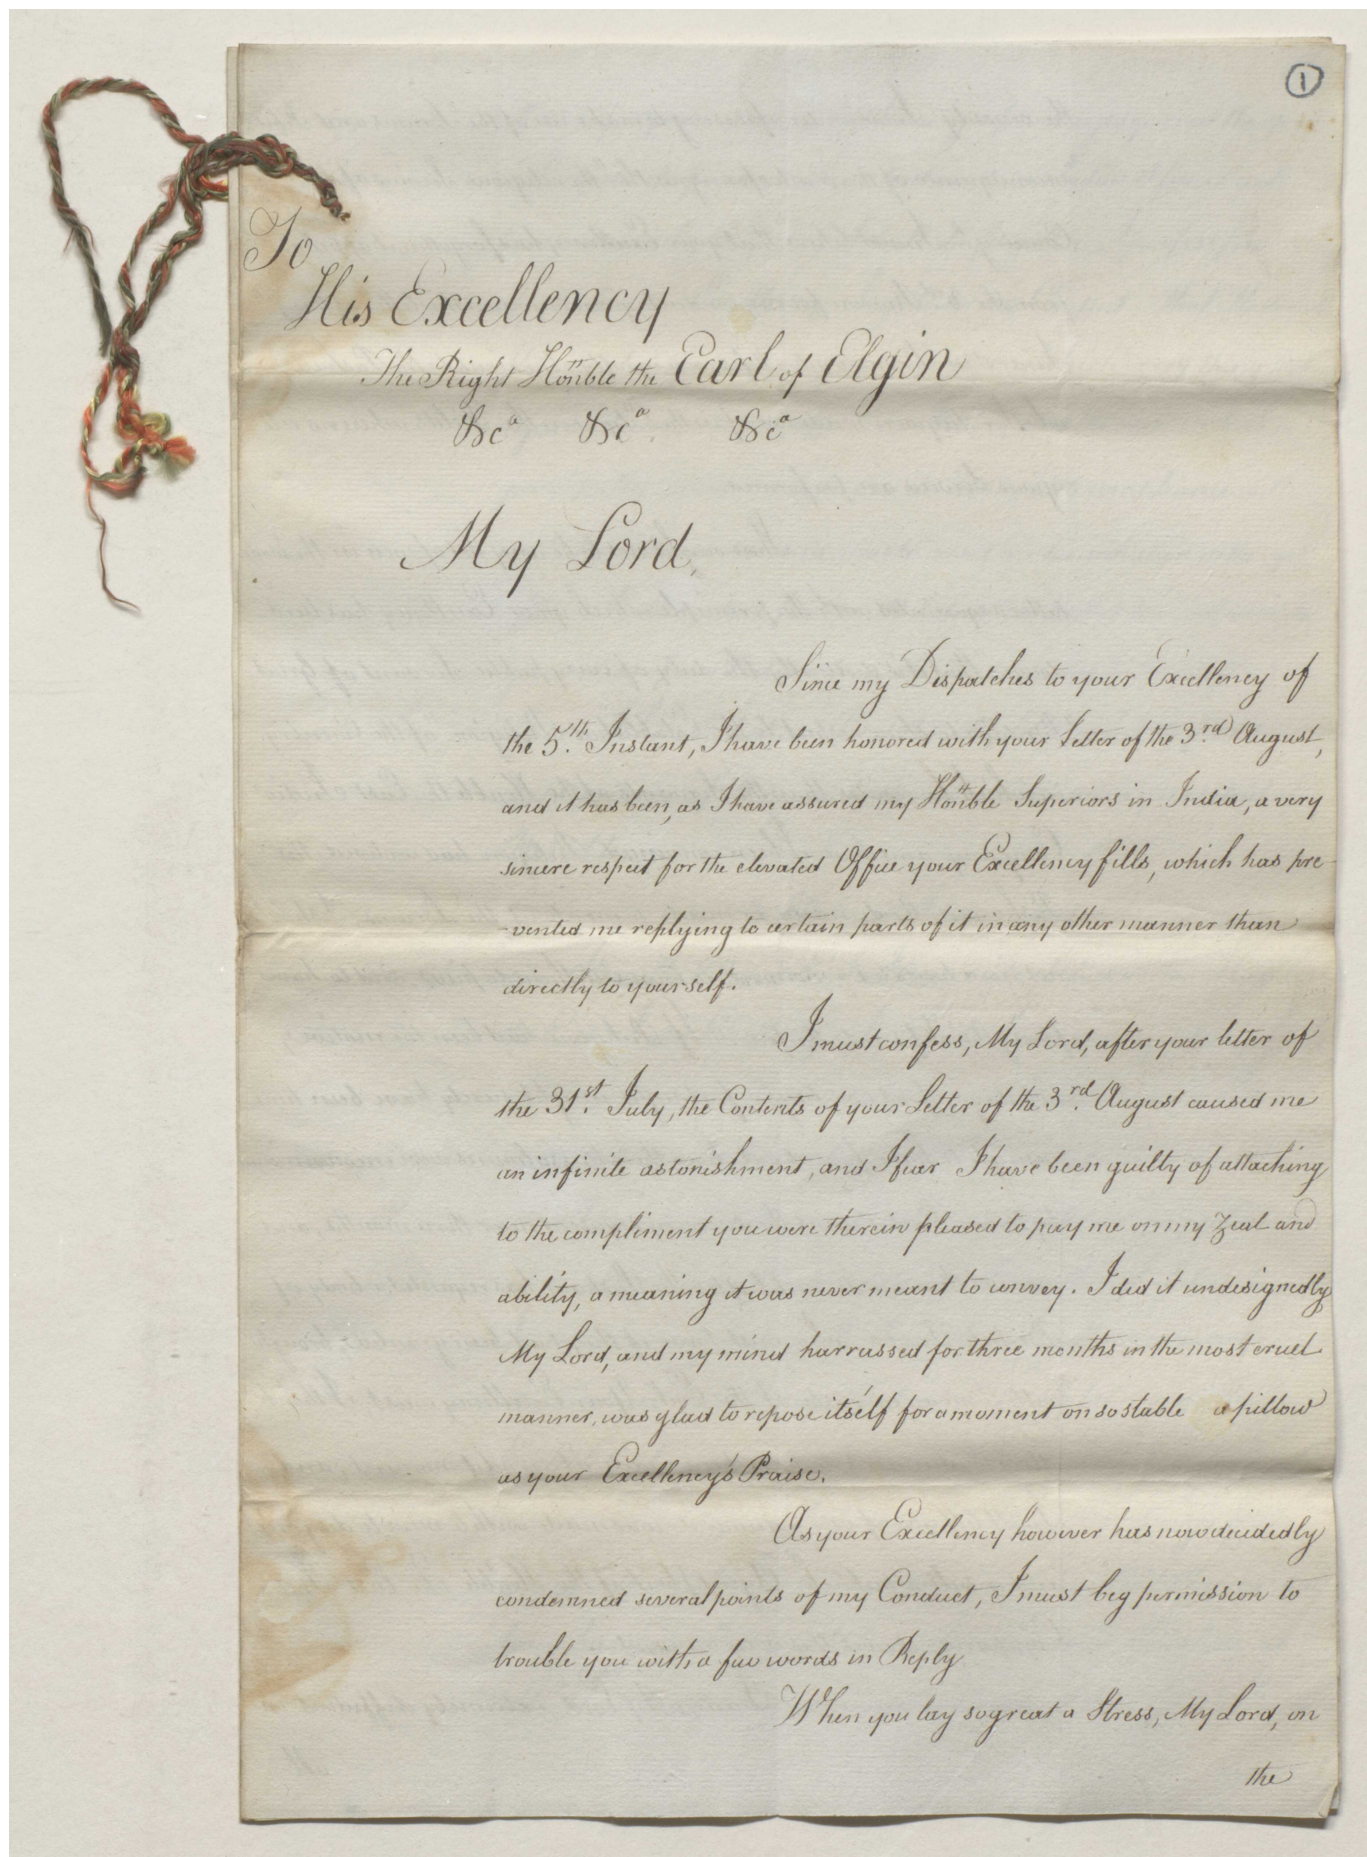 1
To
His Excellency
The Right Honble the Earl of Elgin
&ca &ca &ca
My Lord,
Since my Dispatches to your Excellency of
the 5th. Instant, I have been honored with your Letter of the 3rd. August,
and it has been, as I have assured my Honble Superiors in India, a very
sincere respect for the elevated Office your Excellency fills, which has pre-
-vented me replying to certain parts of it in any other manner than
directly to yourself.
I must confess, My Lord, after your letter of
the 31st. July, the Contents of your Letter of the 3rd. August caused me
an infinite astonishment, and I fear I have been guilty of attaching
to the compliment you were therein pleased to pay me on my Zeal and
ability, a meaning it was never meant to convey. I did it undesignedly
My Lord, and my mind harrassed for three months in the most cruel
manner, was glad to repose itself for a moment on so stable a pillow
as your Excellency's Praise.
As your Excellency however has now decidedly
condemned several points of my Conduct, I must beg permission to
trouble you with a few words in Reply
When you lay so great a Stress, My Lord, on
the